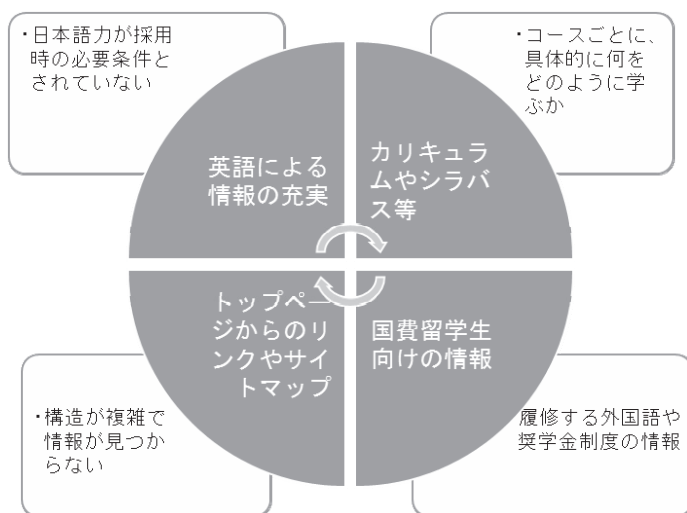 ・日本語力が採用
時の必要条件と
されていない
・コースごとに、
具体的に何を
どのように学
ぶか
英語による
情報の充実
カリキュラ
ムやシラバ
ス等
トップペー
ジからのリ
ンクやサイ
トマップ
国費留学生
向けの情報
・構造が複雑で
情報が見つか
らない
履修する外国語や
奨学金制度の情報